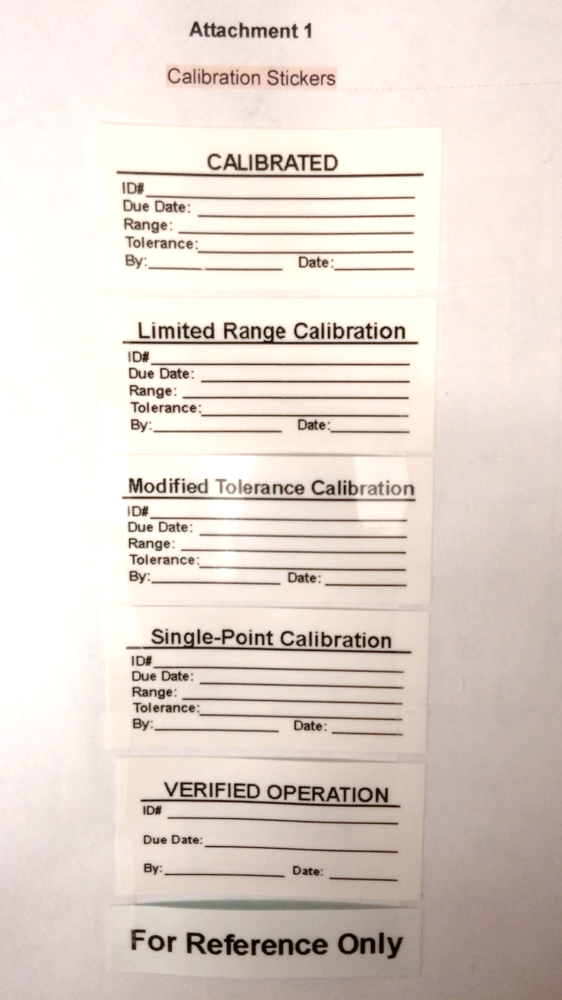 Attachment 1
Calibration Stickers
CALIBRATED
ID#
Due Date:
Range:
Tolerance:
By: Date:
Limited Range Calibration
ID#
Due Date:
Range:
Tolerance:
By: Date:
Modified Tolerance Calibration
ID#
Due Date:
Range:
Tolerance:
By: Date:
Single-Point Calibration
ID#
Due Date:
Range:
Tolerance:
By: Date:
VERIFIED OPERATION
ID#
Due Date:
By: Date:
For Reference Only